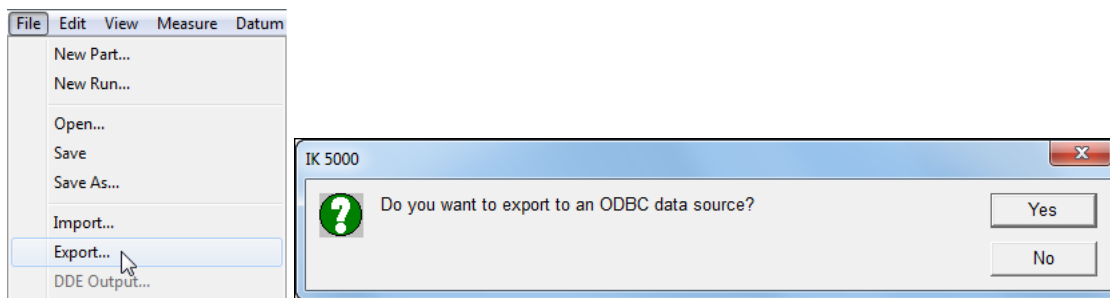 File Edit View Measure Datum
New Part...
New Run...
Open...
Save
Save As...
Import...
Export...
DDE Output...
IK 5000
Do you want to export to an ODBC data source?
Yes
No